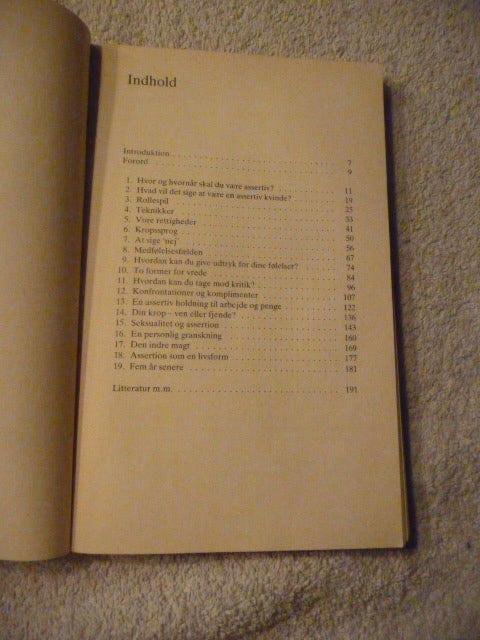 Indhold
Introduktion . . . . . . . . . . . . . . . . . . . . 7
Forord . . . . . . . . . . . . . . . . . . . . 9
1. Hvor og hvornår skal du være assertiv? . . . . . . . . . . 11
2. Hvad vil det sige at være en assertiv kvinde? . . . . . . . . . . 19
3. Rollespil . . . . . . . . . . . . . . . . . . . . 25
4. Teknikker . . . . . . . . . . . . . . . . . . . . 33
5. Vore rettigheder . . . . . . . . . . . . . . . . . . . . 41
6. Kropssprog . . . . . . . . . . . . . . . . . . . . 50
7. At sige 'nej' . . . . . . . . . . . . . . . . . . . . 56
8. Medfølelsesfælden . . . . . . . . . . . . . . . . . . . . 67
9. Hvordan kan du give udtryk for dine følelser? . . . . . . . . . . 74
10. To former for vrede . . . . . . . . . . . . . . . . . . . . 84
11. Hvordan kan du tage mod kritik? . . . . . . . . . . 96
12. Konfrontationer og komplimenter . . . . . . . . . . 107
13. En assertiv holdning til arbejde og penge . . . . . . . . . . 122
14. Din krop – ven eller fjende? . . . . . . . . . . 136
15. Seksualitet og assertion . . . . . . . . . . 143
16. En personlig granskning . . . . . . . . . . 160
17. Den indre magt . . . . . . . . . . 169
18. Assertion som en livsform . . . . . . . . . . 177
19. Fem år senere . . . . . . . . . . 181
Litteratur m.m. . . . . . . . . . . 191